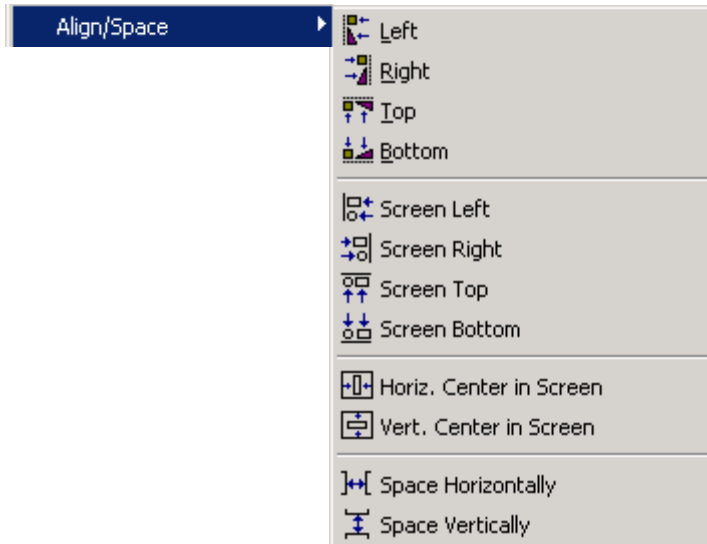 Align/Space
Left
Right
Top
Bottom
Screen Left
Screen Right
Screen Top
Screen Bottom
Horiz. Center in Screen
Vert. Center in Screen
Space Horizontally
Space Vertically